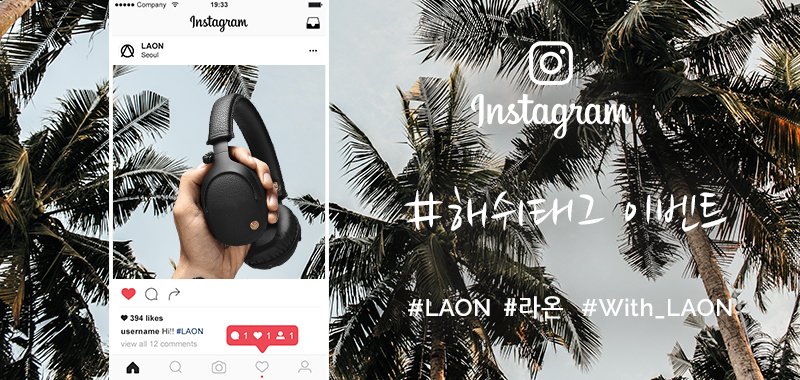 Company 19:33
Instagram
LAON
Seoul
394 likes
username Hi!! #LAON
view all 12 comments
1 1 1
Instagram
#해쉬태그 이벤트
#LAON #라온 #With_LAON